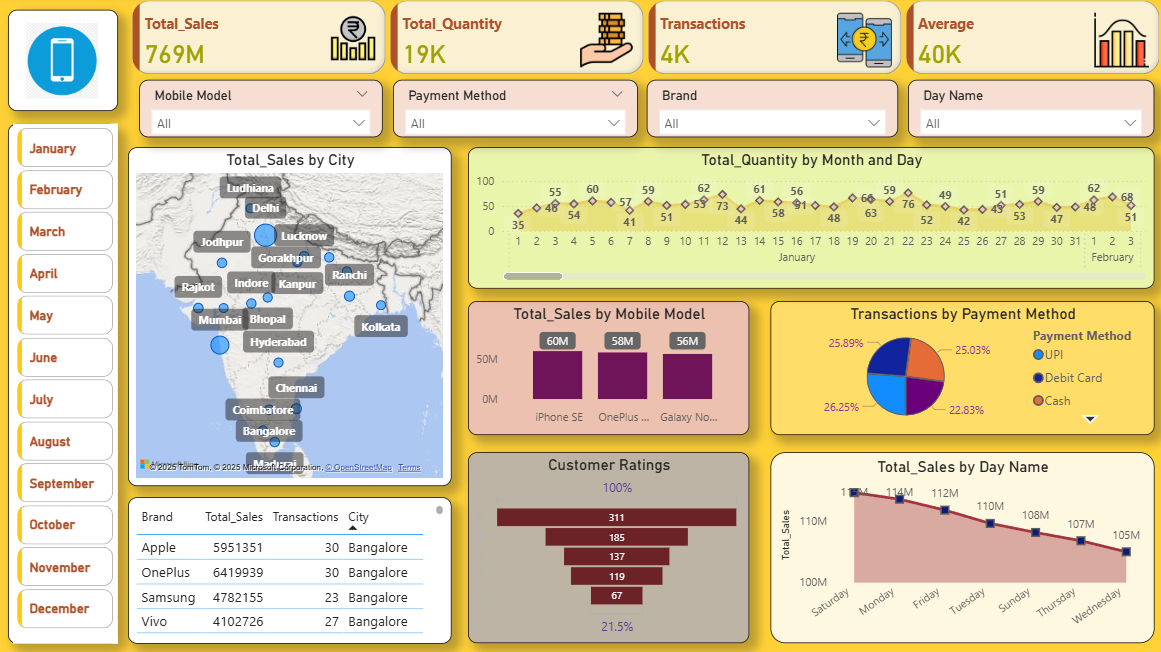 Total_Sales
769M
Total_Quantity
19K
Transactions
4K
Average
40K
Mobile Model
All
Payment Method
All
Brand
All
Day Name
All
January
February
March
April
May
June
July
August
September
October
November
December
Total_Sales by City
Ludhiana
Delhi
Jodhpur
Lucknow
Gorakhpur
Ranchi
Rajkot
Indore
Kanpur
Mumbai
Bhopal
Kolkata
Hyderabad
Chennai
Coimbatore
Bangalore
© 2025 TomTom, © 2025 Microsoft Corporation, © OpenStreetMap Terms
Brand Total_Sales Transactions City
Apple 5951351 30 Bangalore
OnePlus 6419939 30 Bangalore
Samsung 4782155 23 Bangalore
Vivo 4102726 27 Bangalore
Total_Quantity by Month and Day
100
50
0
35 55 46 54 60 57 41 59 51 62 53 73 44 61 58 56 51 48 63 59 76 52 49 42 43 51 53 59 47 48 62 68 51
1 2 3 4 5 6 7 8 9 10 11 12 13 14 15 16 17 18 19 20 21 22 23 24 25 26 27 28 29 30 31 1 2 3
January February
Total_Sales by Mobile Model
60M 58M 56M
50M
0M
iPhone SE OnePlus ... Galaxy No...
Transactions by Payment Method
25.89%
25.03%
26.25%
22.83%
Payment Method
UPI
Debit Card
Cash
Customer Ratings
100%
311
185
137
119
67
21.5%
Total_Sales by Day Name
Total_Sales
110M
100M
114M
112M
110M
108M
107M
105M
Saturday Monday Friday Tuesday Sunday Thursday Wednesday